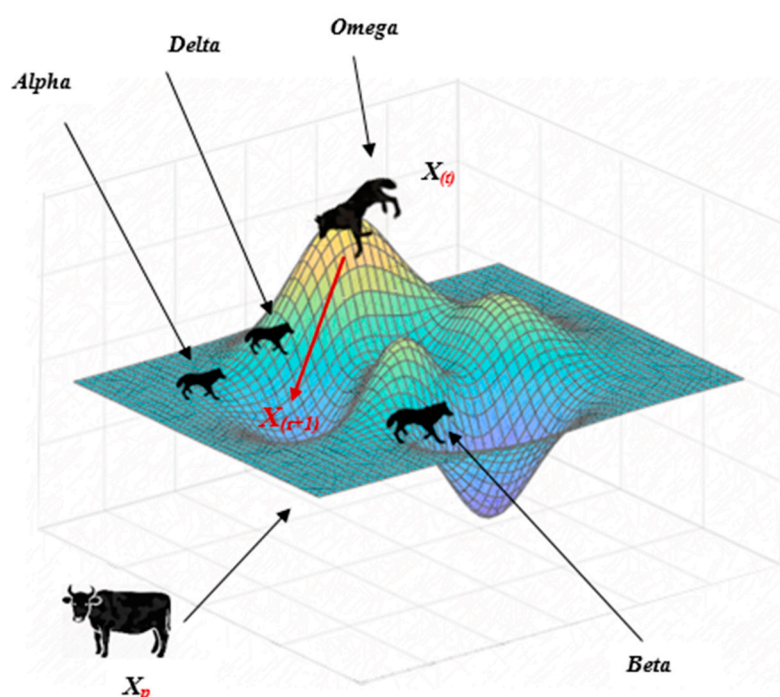 Omega
Delta
Alpha
X(t)
X(t+1)
Beta
Xp